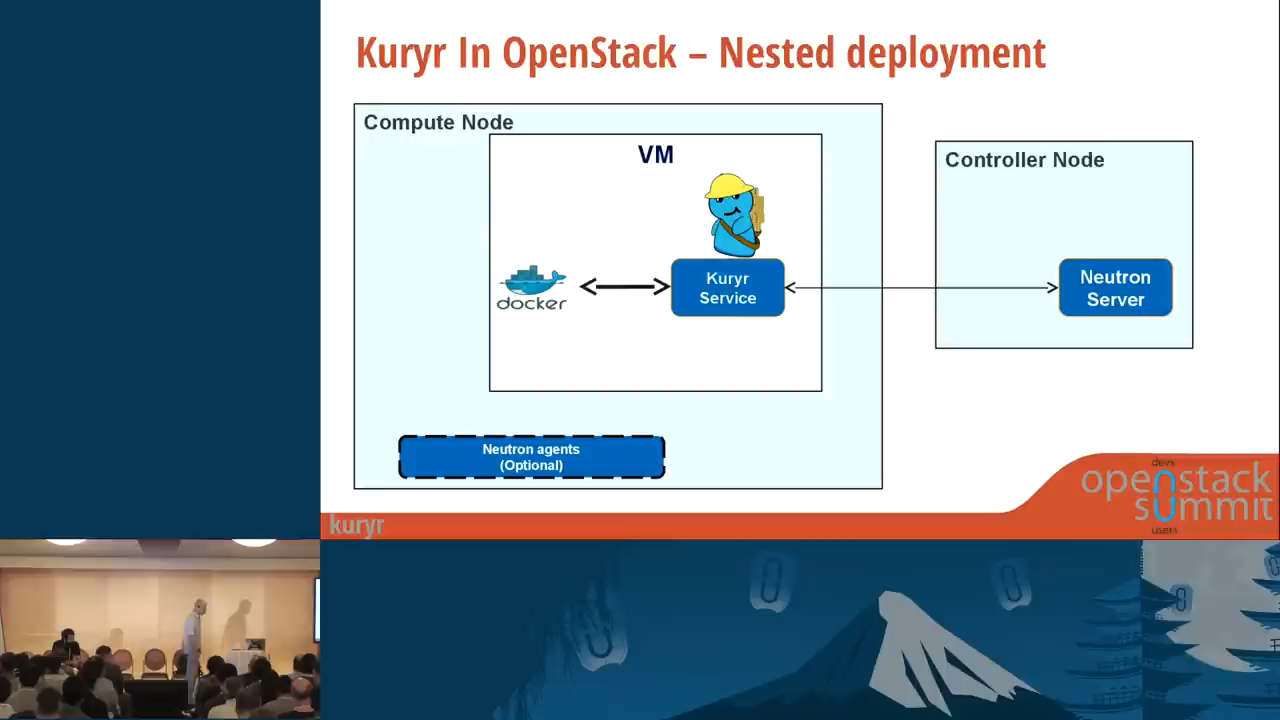 Kuryr In OpenStack – Nested deployment
Compute Node
VM
docker
Kuryr
Service
Controller Node
Neutron
Server
Neutron agents
(Optional)
kuryr
devs
openstack
summit
users